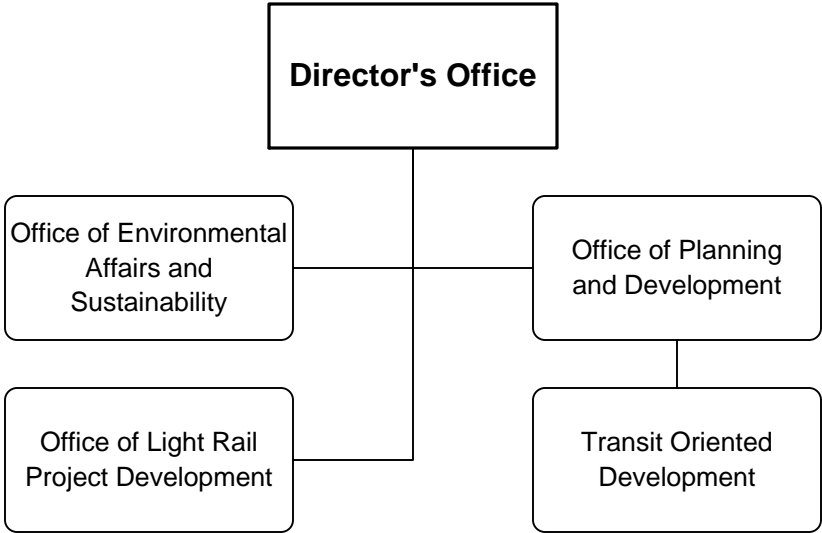 Director's Office
Office of Environmental
Affairs and
Sustainability
Office of Planning
and Development
Office of Light Rail
Project Development
Transit Oriented
Development